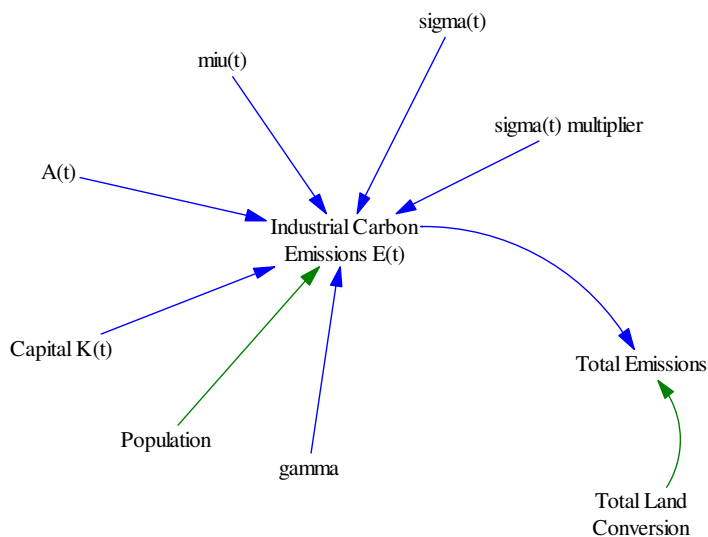 sigma(t)
miu(t)
sigma(t) multiplier
A(t)
Industrial Carbon
Emissions E(t)
Capital K(t)
Total Emissions
Population
gamma
Total Land
Conversion